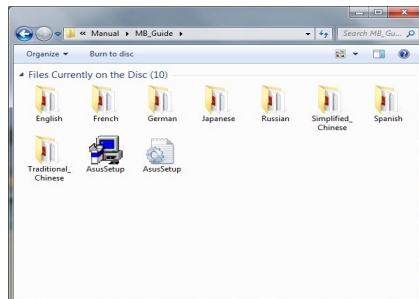 « Manual ▸ MB_Guide ▸
Search MB_Gu...
Organize ▾ Burn to disc
Files Currently on the Disc (10)
English French German Japanese Russian Simplified_ Spanish
Chinese
Traditional_ AsusSetup AsusSetup
Chinese